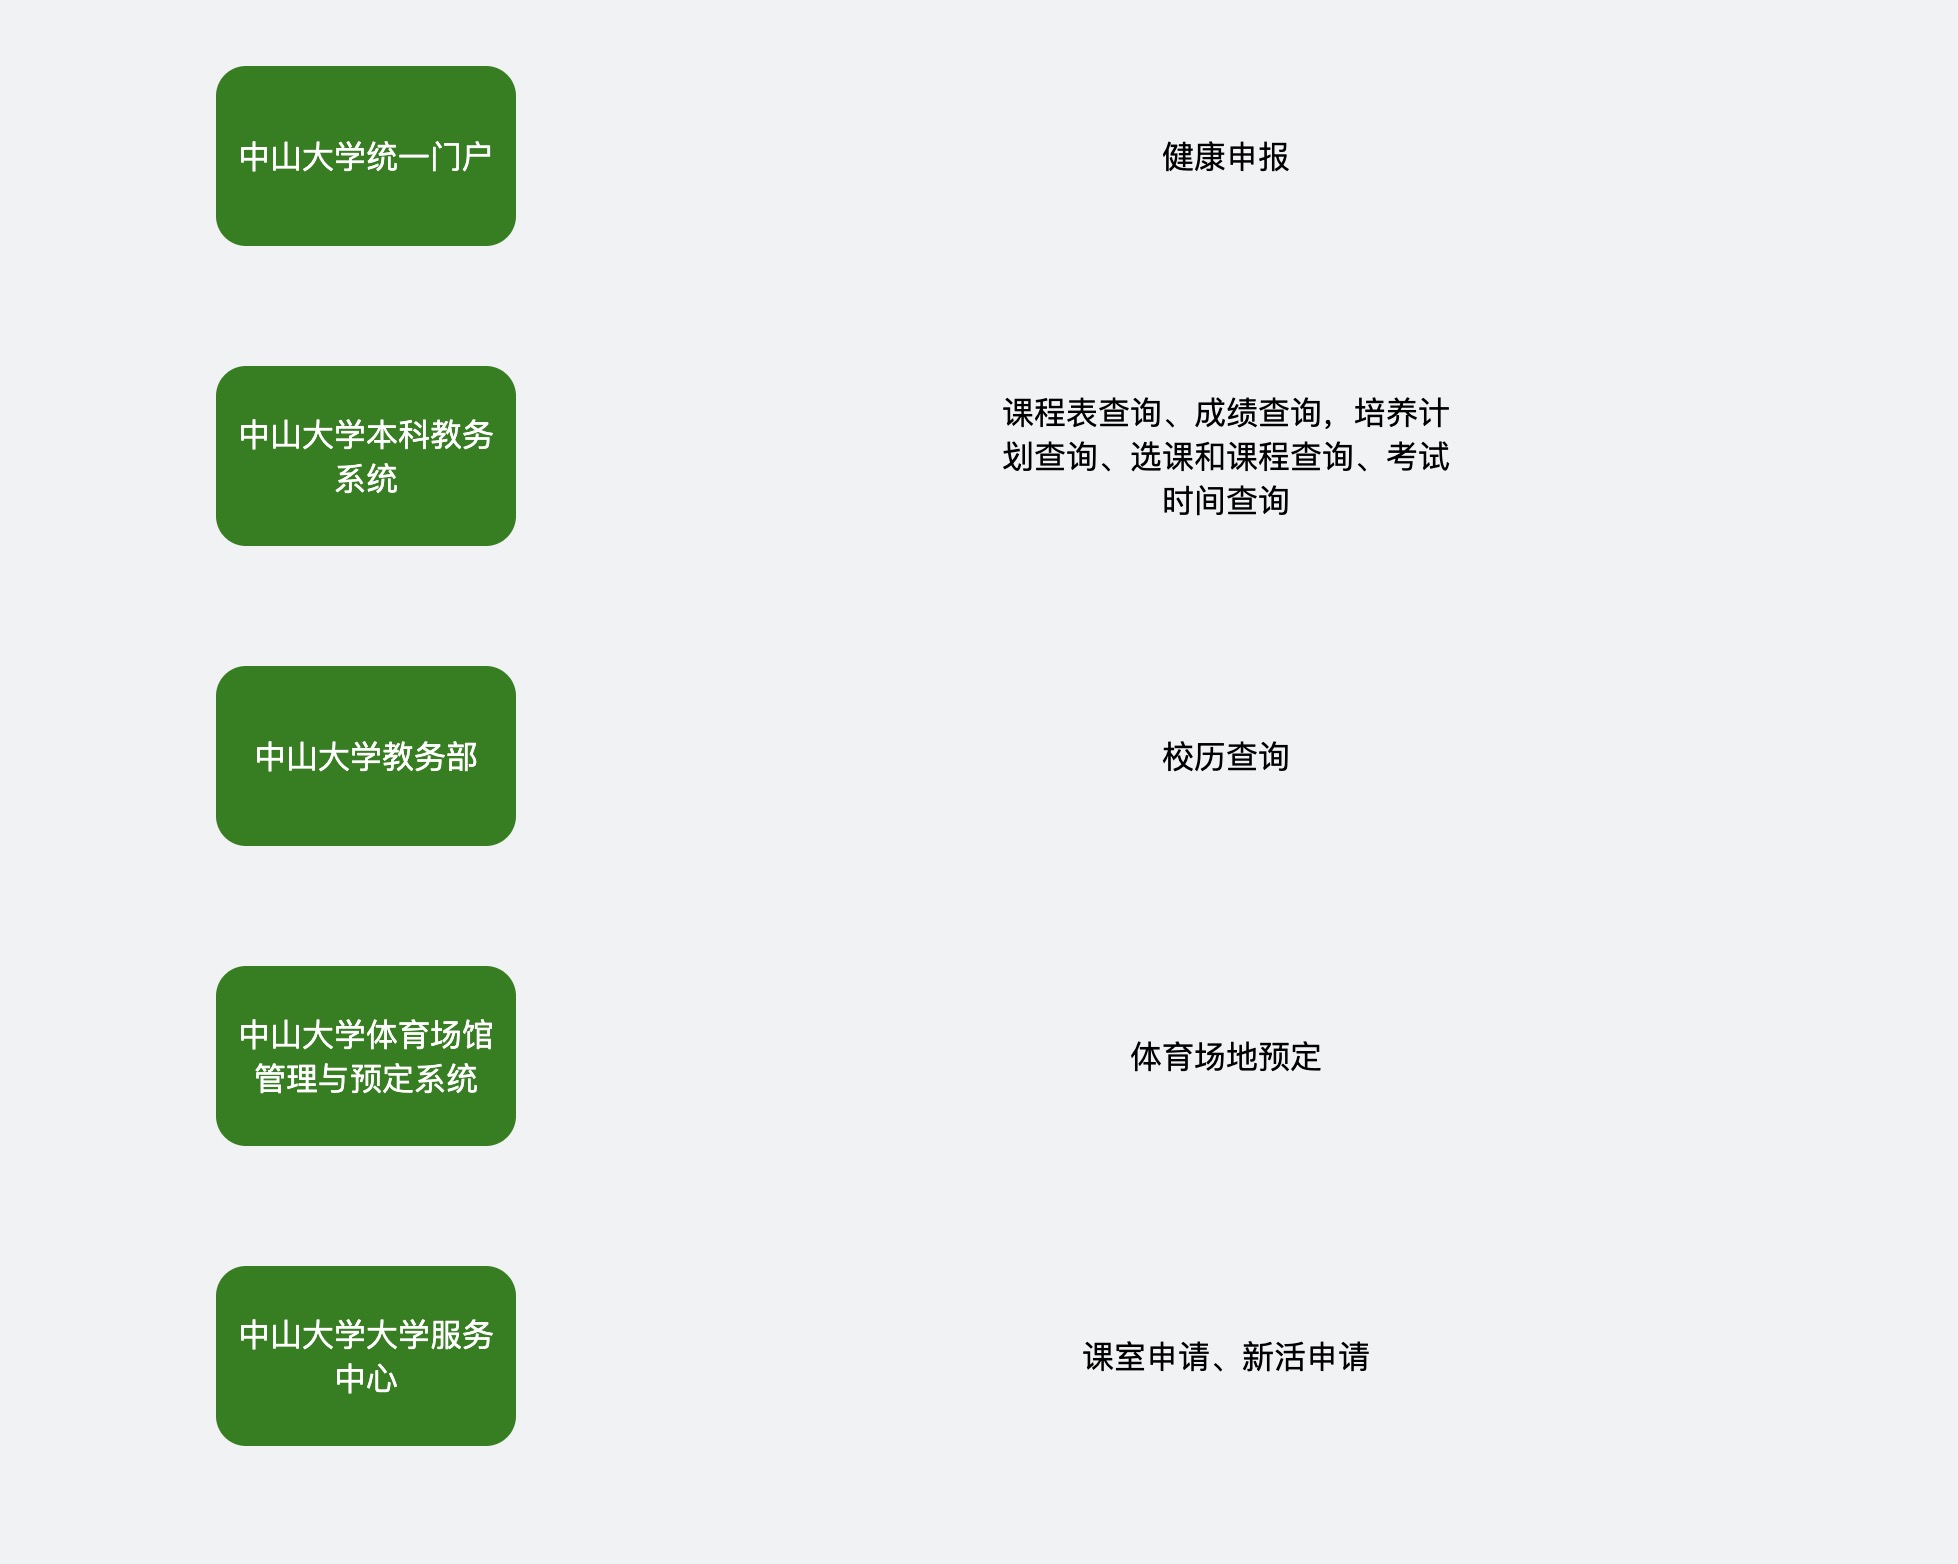 中山大学统一门户
健康申报
中山大学本科教务
系统
课程表查询、成绩查询，培养计
划查询、选课和课程查询、考试
时间查询
中山大学教务部
校历查询
中山大学体育场馆
管理与预定系统
体育场地预定
中山大学大学服务
中心
课室申请、新活申请